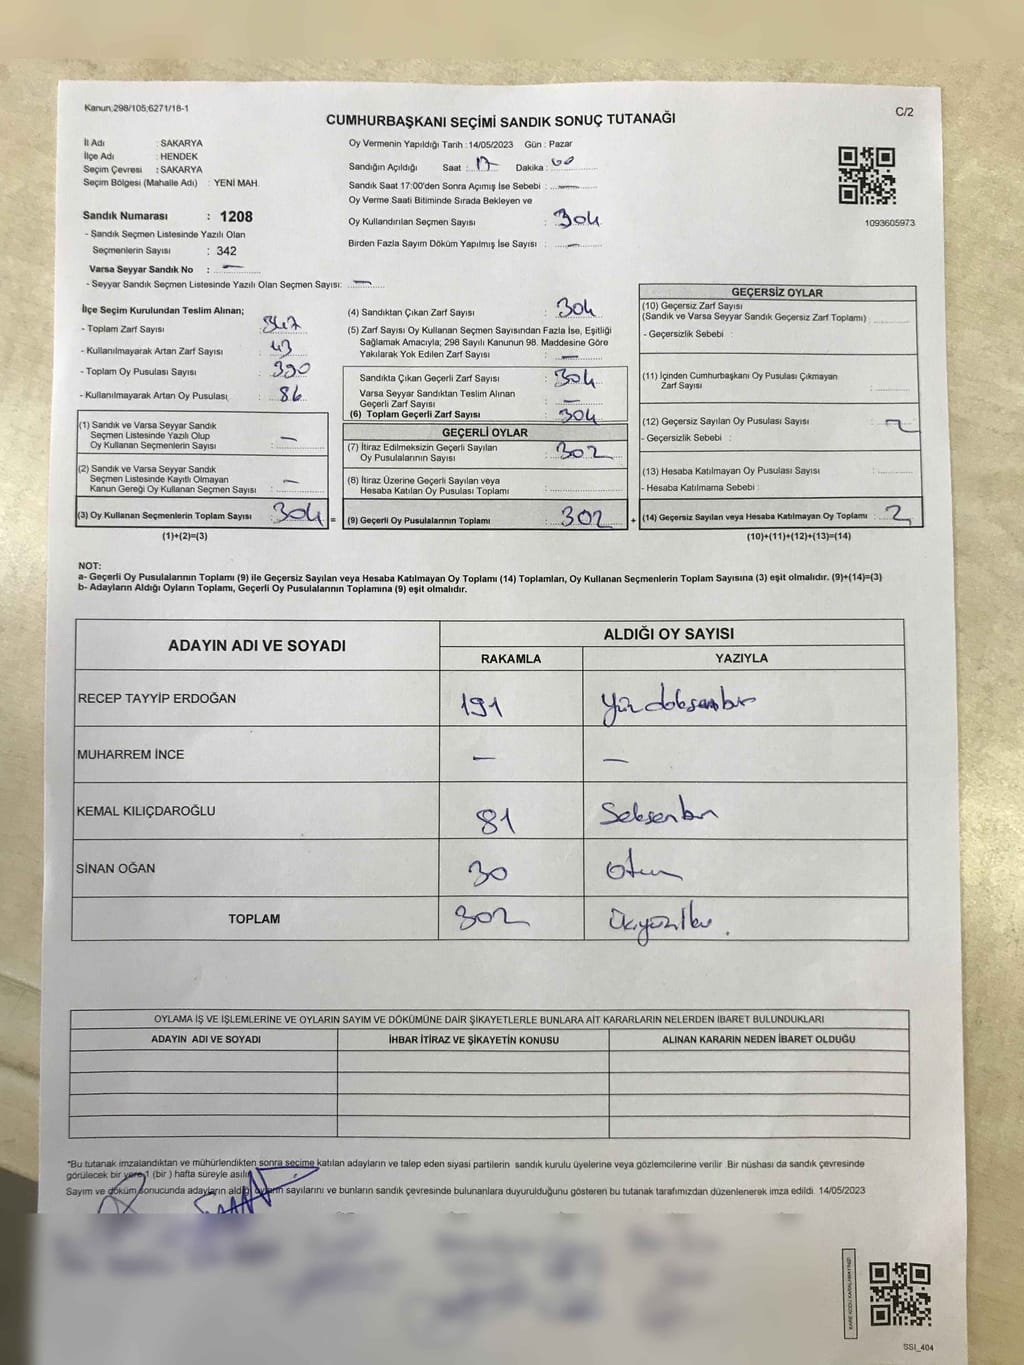 Kanun;298/105;6271/18-1
C/2
CUMHURBAŞKANI SEÇİMİ SANDIK SONUÇ TUTANAĞI
İl Adı : SAKARYA
İlçe Adı : HENDEK
Seçim Çevresi : SAKARYA
Seçim Bölgesi (Mahalle Adı) : YENİ MAH.
Sandık Numarası : 1208
- Sandık Seçmen Listesinde Yazılı Olan
Seçmenlerin Sayısı : 342
Varsa Seyyar Sandık No : —
- Seyyar Sandık Seçmen Listesinde Yazılı Olan Seçmen Sayısı: —
Oy Vermenin Yapıldığı Tarih : 14/05/2023 Gün : Pazar
Sandığın Açıldığı Saat : 17 Dakika : 00
Sandık Saat 17:00'den Sonra Açımış İse Sebebi : —
Oy Verme Saati Bitiminde Sırada Bekleyen ve
Oy Kullandırılan Seçmen Sayısı : 304
Birden Fazla Sayım Döküm Yapılmış İse Sayısı : —
1093605973
İlçe Seçim Kurulundan Teslim Alınan;
- Toplam Zarf Sayısı : 347
- Kullanılmayarak Artan Zarf Sayısı : 43
- Toplam Oy Pusulası Sayısı : 390
- Kullanılmayarak Artan Oy Pusulası : 86
(1) Sandık ve Varsa Seyyar Sandık
Seçmen Listesinde Yazılı Olup
Oy Kullanan Seçmenlerin Sayısı : —
(2) Sandık ve Varsa Seyyar Sandık
Seçmen Listesinde Kayıtlı Olmayan
Kanun Gereği Oy Kullanan Seçmen Sayısı : —
(3) Oy Kullanan Seçmenlerin Toplam Sayısı : 304 =
(1)+(2)=(3)
(4) Sandıktan Çıkan Zarf Sayısı : 304
(5) Zarf Sayısı Oy Kullanan Seçmen Sayısından Fazla İse, Eşitliği
Sağlamak Amacıyla; 298 Sayılı Kanunun 98. Maddesine Göre
Yakılarak Yok Edilen Zarf Sayısı : —
Sandıkta Çıkan Geçerli Zarf Sayısı : 304
Varsa Seyyar Sandıktan Teslim Alınan
Geçerli Zarf Sayısı : —
(6) Toplam Geçerli Zarf Sayısı : 304
GEÇERLİ OYLAR
(7) İtiraz Edilmeksizin Geçerli Sayılan
Oy Pusulalarının Sayısı : 302
(8) İtiraz Üzerine Geçerli Sayılan veya
Hesaba Katılan Oy Pusulası Toplamı :
(9) Geçerli Oy Pusulalarının Toplamı : 302 +
GEÇERSİZ OYLAR
(10) Geçersiz Zarf Sayısı
(Sandık ve Varsa Seyyar Sandık Geçersiz Zarf Toplamı) :
- Geçersizlik Sebebi :
(11) İçinden Cumhurbaşkanı Oy Pusulası Çıkmayan
Zarf Sayısı :
(12) Geçersiz Sayılan Oy Pusulası Sayısı : 2
- Geçersizlik Sebebi :
(13) Hesaba Katılmayan Oy Pusulası Sayısı :
- Hesaba Katılmama Sebebi :
(14) Geçersiz Sayılan veya Hesaba Katılmayan Oy Toplamı : 2
(10)+(11)+(12)+(13)=(14)
NOT:
a- Geçerli Oy Pusulalarının Toplamı (9) ile Geçersiz Sayılan veya Hesaba Katılmayan Oy Toplamı (14) Toplamları, Oy Kullanan Seçmenlerin Toplam Sayısına (3) eşit olmalıdır. (9)+(14)=(3)
b- Adayların Aldığı Oyların Toplamı, Geçerli Oy Pusulalarının Toplamına (9) eşit olmalıdır.
ADAYIN ADI VE SOYADI
ALDIĞI OY SAYISI
RAKAMLA YAZIYLA
RECEP TAYYİP ERDOĞAN 191 Yüz doksanbir
MUHARREM İNCE — —
KEMAL KILIÇDAROĞLU 81 Seksenbir
SİNAN OĞAN 30 Otuz
TOPLAM 302 Üçyüziki.
OYLAMA İŞ VE İŞLEMLERİNE VE OYLARIN SAYIM VE DÖKÜMÜNE DAİR ŞİKAYETLERLE BUNLARA AİT KARARLARIN NELERDEN İBARET BULUNDUKLARI
ADAYIN ADI VE SOYADI İHBAR İTİRAZ VE ŞİKAYETİN KONUSU ALINAN KARARIN NEDEN İBARET OLDUĞU
*Bu tutanak imzalandıktan ve mühürlendikten sonra seçime katılan adayların ve talep eden siyasi partilerin sandık kurulu üyelerine veya gözlemcilerine verilir .Bir nüshası da sandık çevresinde
görülecek bir yere 1 (bir ) hafta süreyle asılır.
Sayım ve döküm sonucunda adayların aldığı oyların sayılarını ve bunların sandık çevresinde bulunanlara duyurulduğunu gösteren bu tutanak tarafımızdan düzenlenerek imza edildi. 14/05/2023
KARE KODU KARALAMAYINIZ!
SSI_404